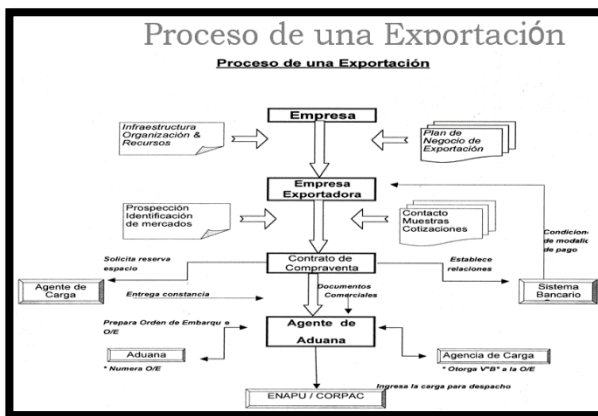 Proceso de una Exportación
Proceso de una Exportación
Empresa
Infraestructura
Organización &
Recursos
Plan de
Negocio de
Exportación
Empresa
Exportadora
Prospección
Identificación
de mercados
Contacto
Muestras
Cotizaciones
Condicion
de modalid
de pago
Solicita reserva
espacio
Contrato de
Compraventa
Establece
relaciones
Agente de
Carga
Entrega constancia
Documentos
Comerciales
Sistema
Bancario
Prepara Orden de Embarqu e
O/E
Agente de
Aduana
Aduana
* Numera O/E
Agencia de Carga
* Otorga V°B° a la O/E
Ingresa la carga para despacho
ENAPU / CORPAC